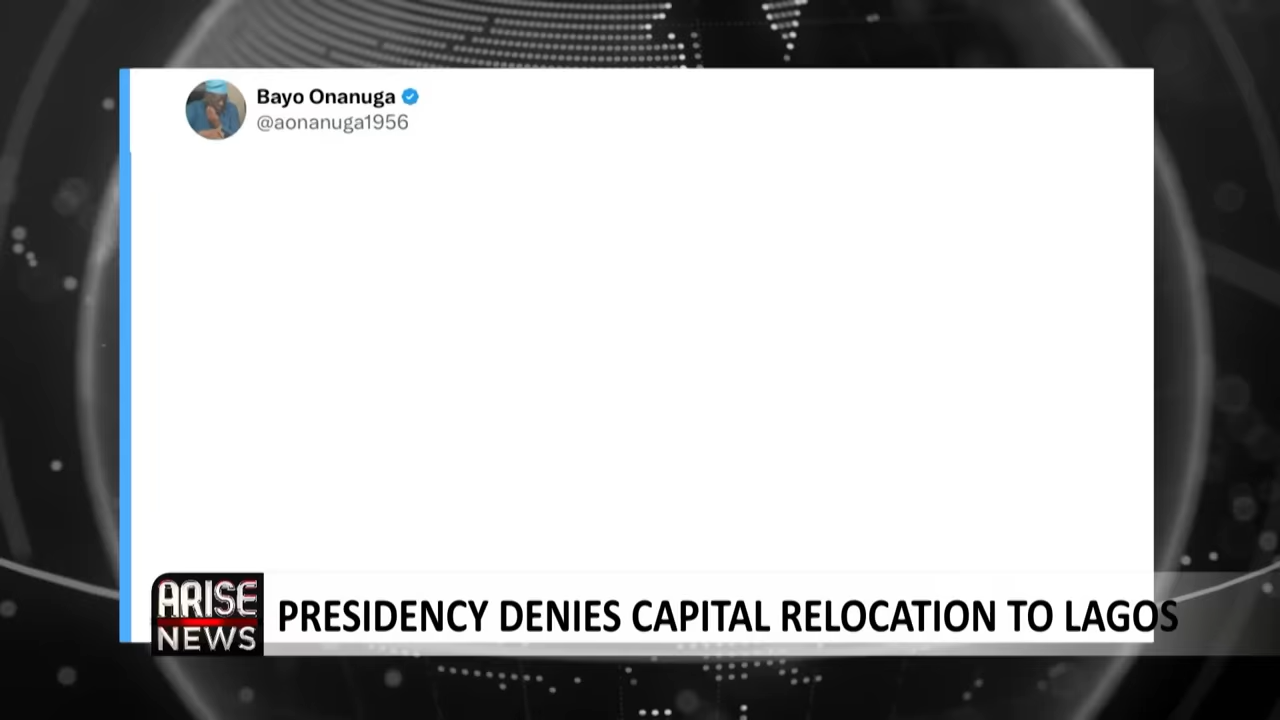 Bayo Onanuga
@aonanuga1956
ARISE
NEWS
PRESIDENCY DENIES CAPITAL RELOCATION TO LAGOS